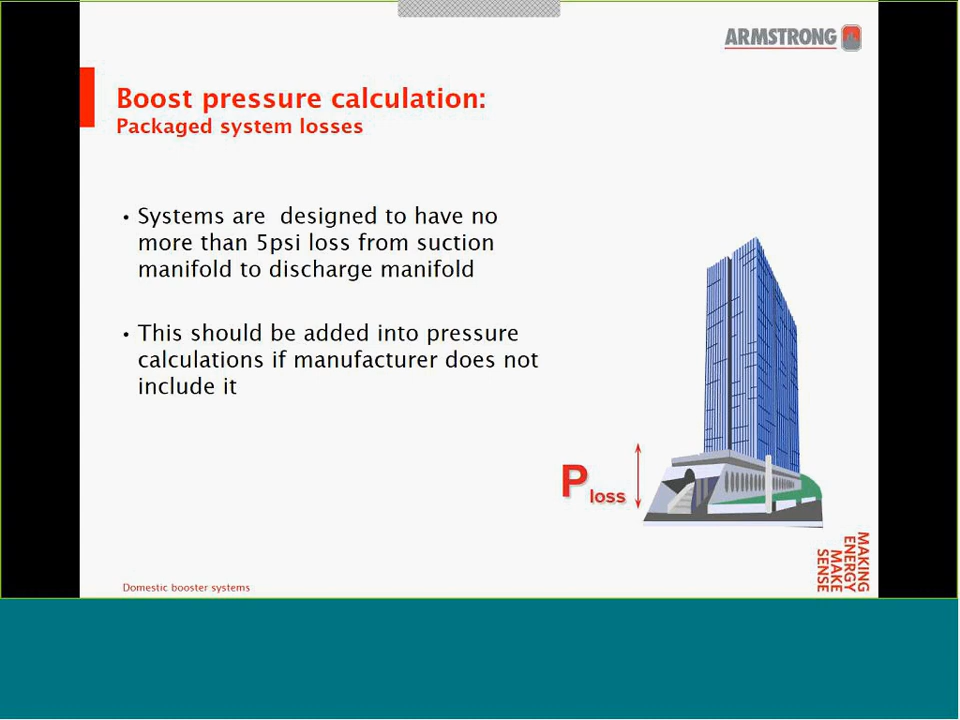 ARMSTRONG
Boost pressure calculation:
Packaged system losses
• Systems are designed to have no
more than 5psi loss from suction
manifold to discharge manifold
• This should be added into pressure
calculations if manufacturer does not
include it
P loss
MAKING
ENERGY
MAKE
SENSE
Domestic booster systems